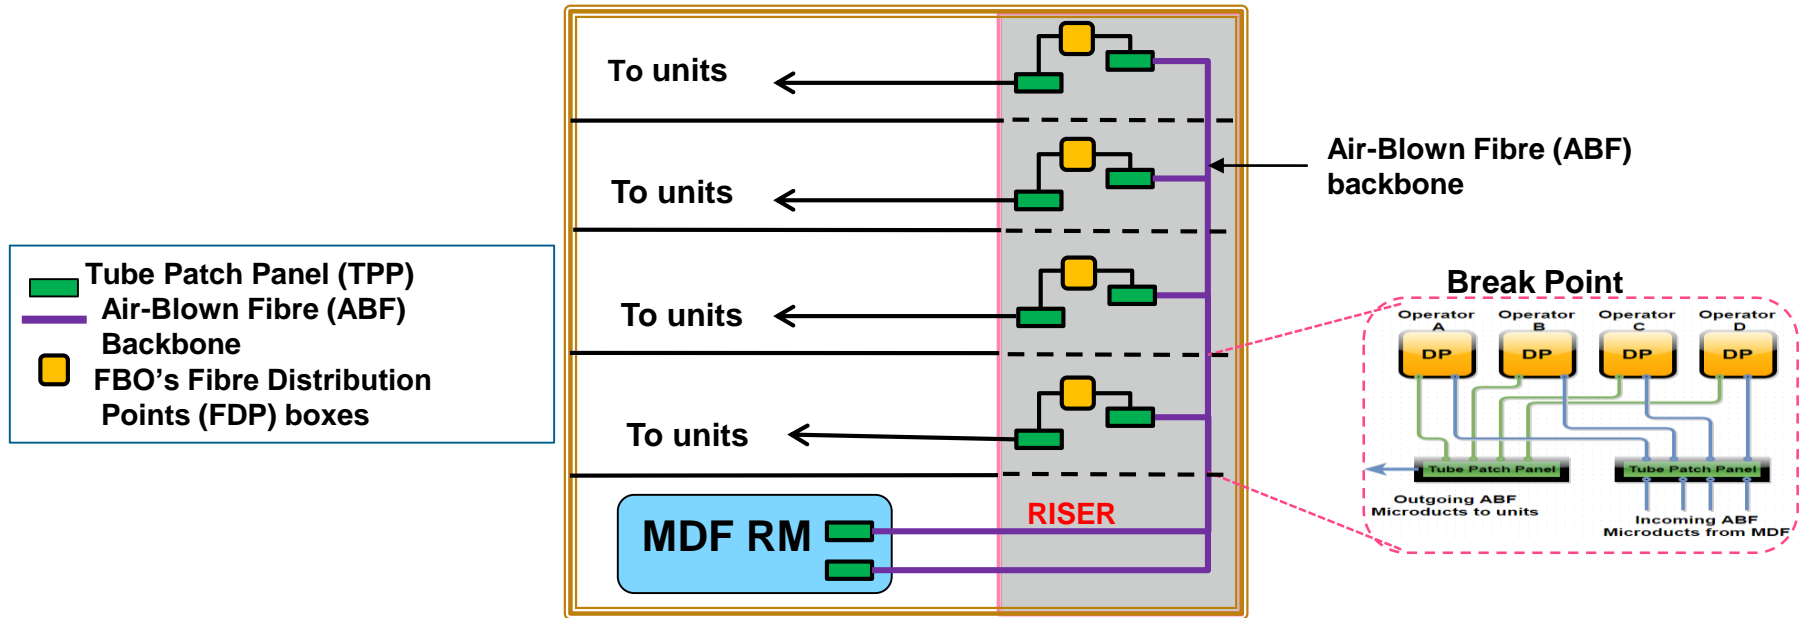 To units
To units
To units
To units
Air-Blown Fibre (ABF)
backbone
Tube Patch Panel (TPP)
Air-Blown Fibre (ABF)
Backbone
FBO’s Fibre Distribution
Points (FDP) boxes
MDF RM
RISER
Break Point
Operator
A
Operator
B
Operator
C
Operator
D
DP
DP
DP
DP
Tube Patch Panel
Tube Patch Panel
Outgoing ABF
Microducts to units
Incoming ABF
Microducts from MDF